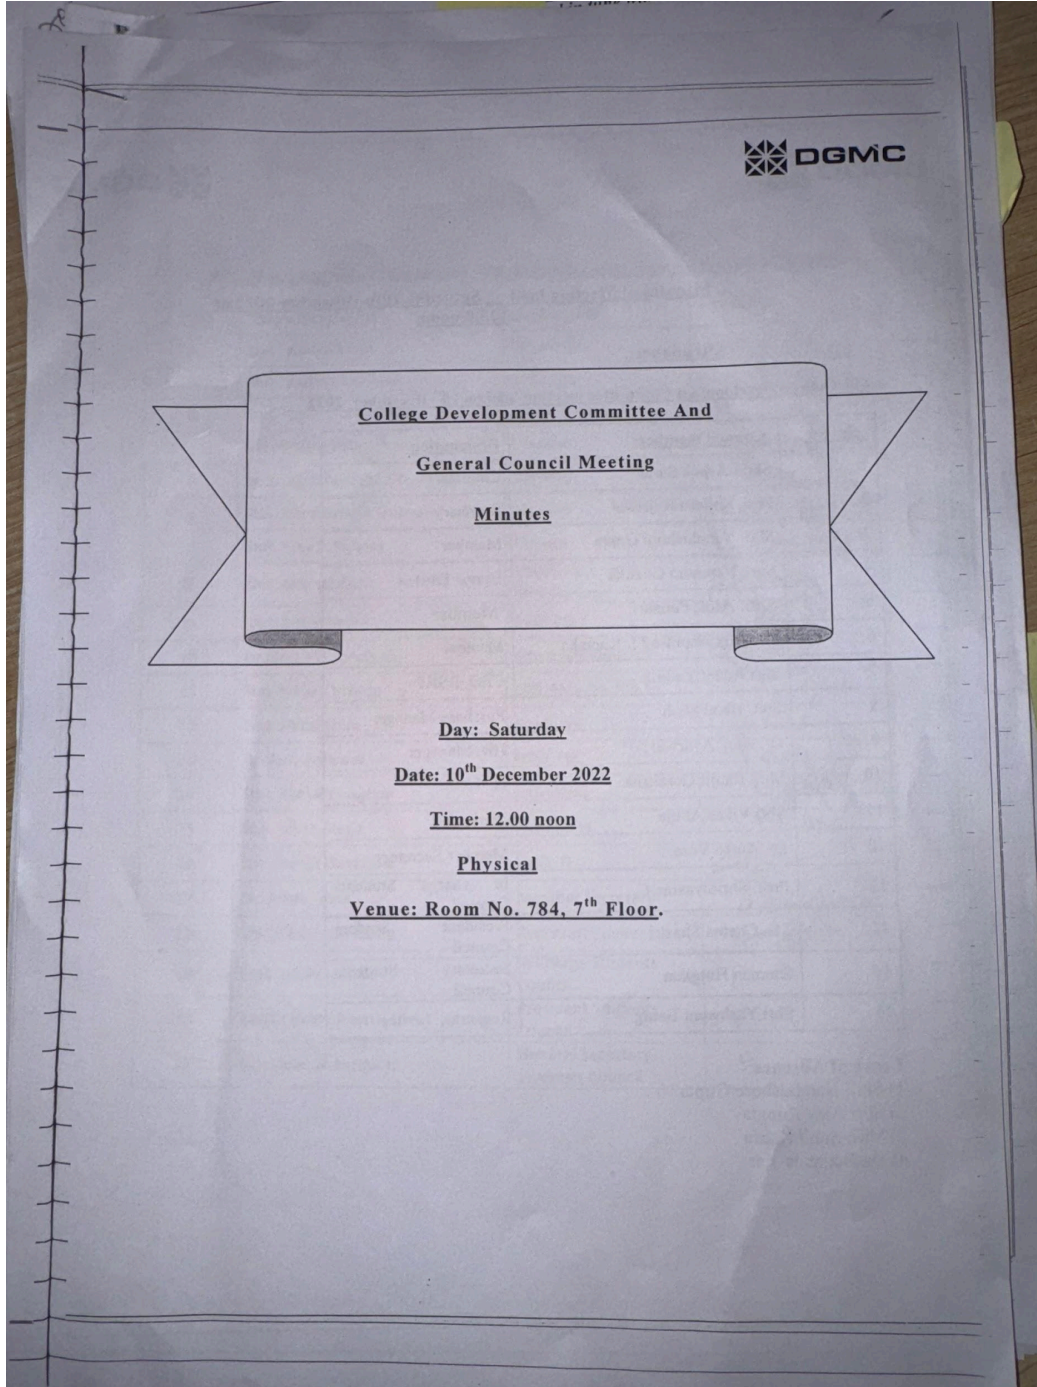 DGMC
College Development Committee And
General Council Meeting
Minutes
Day: Saturday
Date: 10th December 2022
Time: 12.00 noon
Physical
Venue: Room No. 784, 7th Floor.